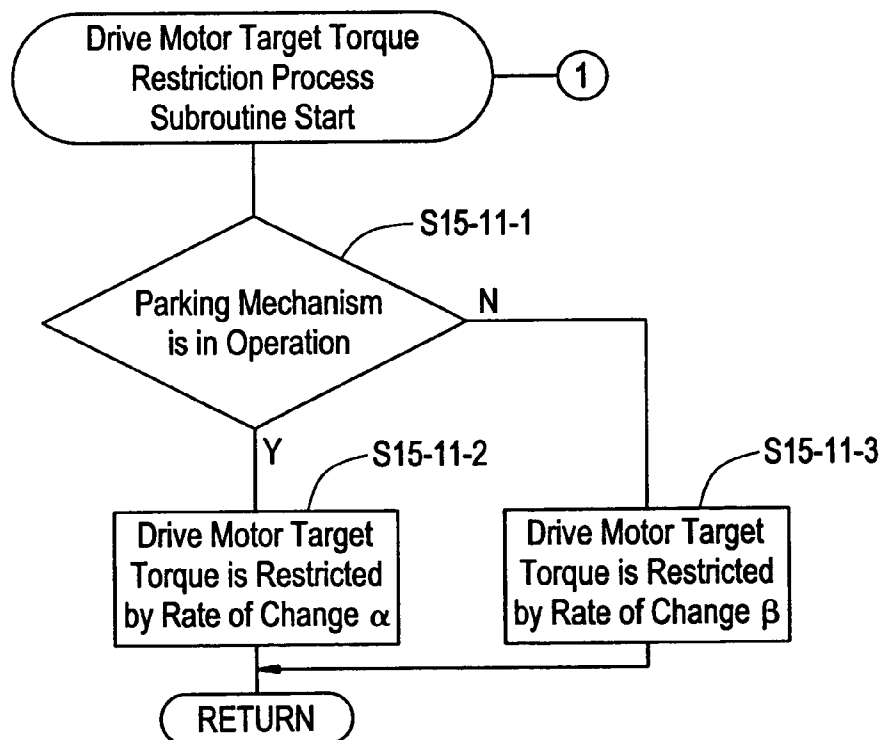 Drive Motor Target Torque
Restriction Process
Subroutine Start
1
S15-11-1
Parking Mechanism
is in Operation
N
Y
S15-11-2
S15-11-3
Drive Motor Target
Torque is Restricted
by Rate of Change α
Drive Motor Target
Torque is Restricted
by Rate of Change β
RETURN